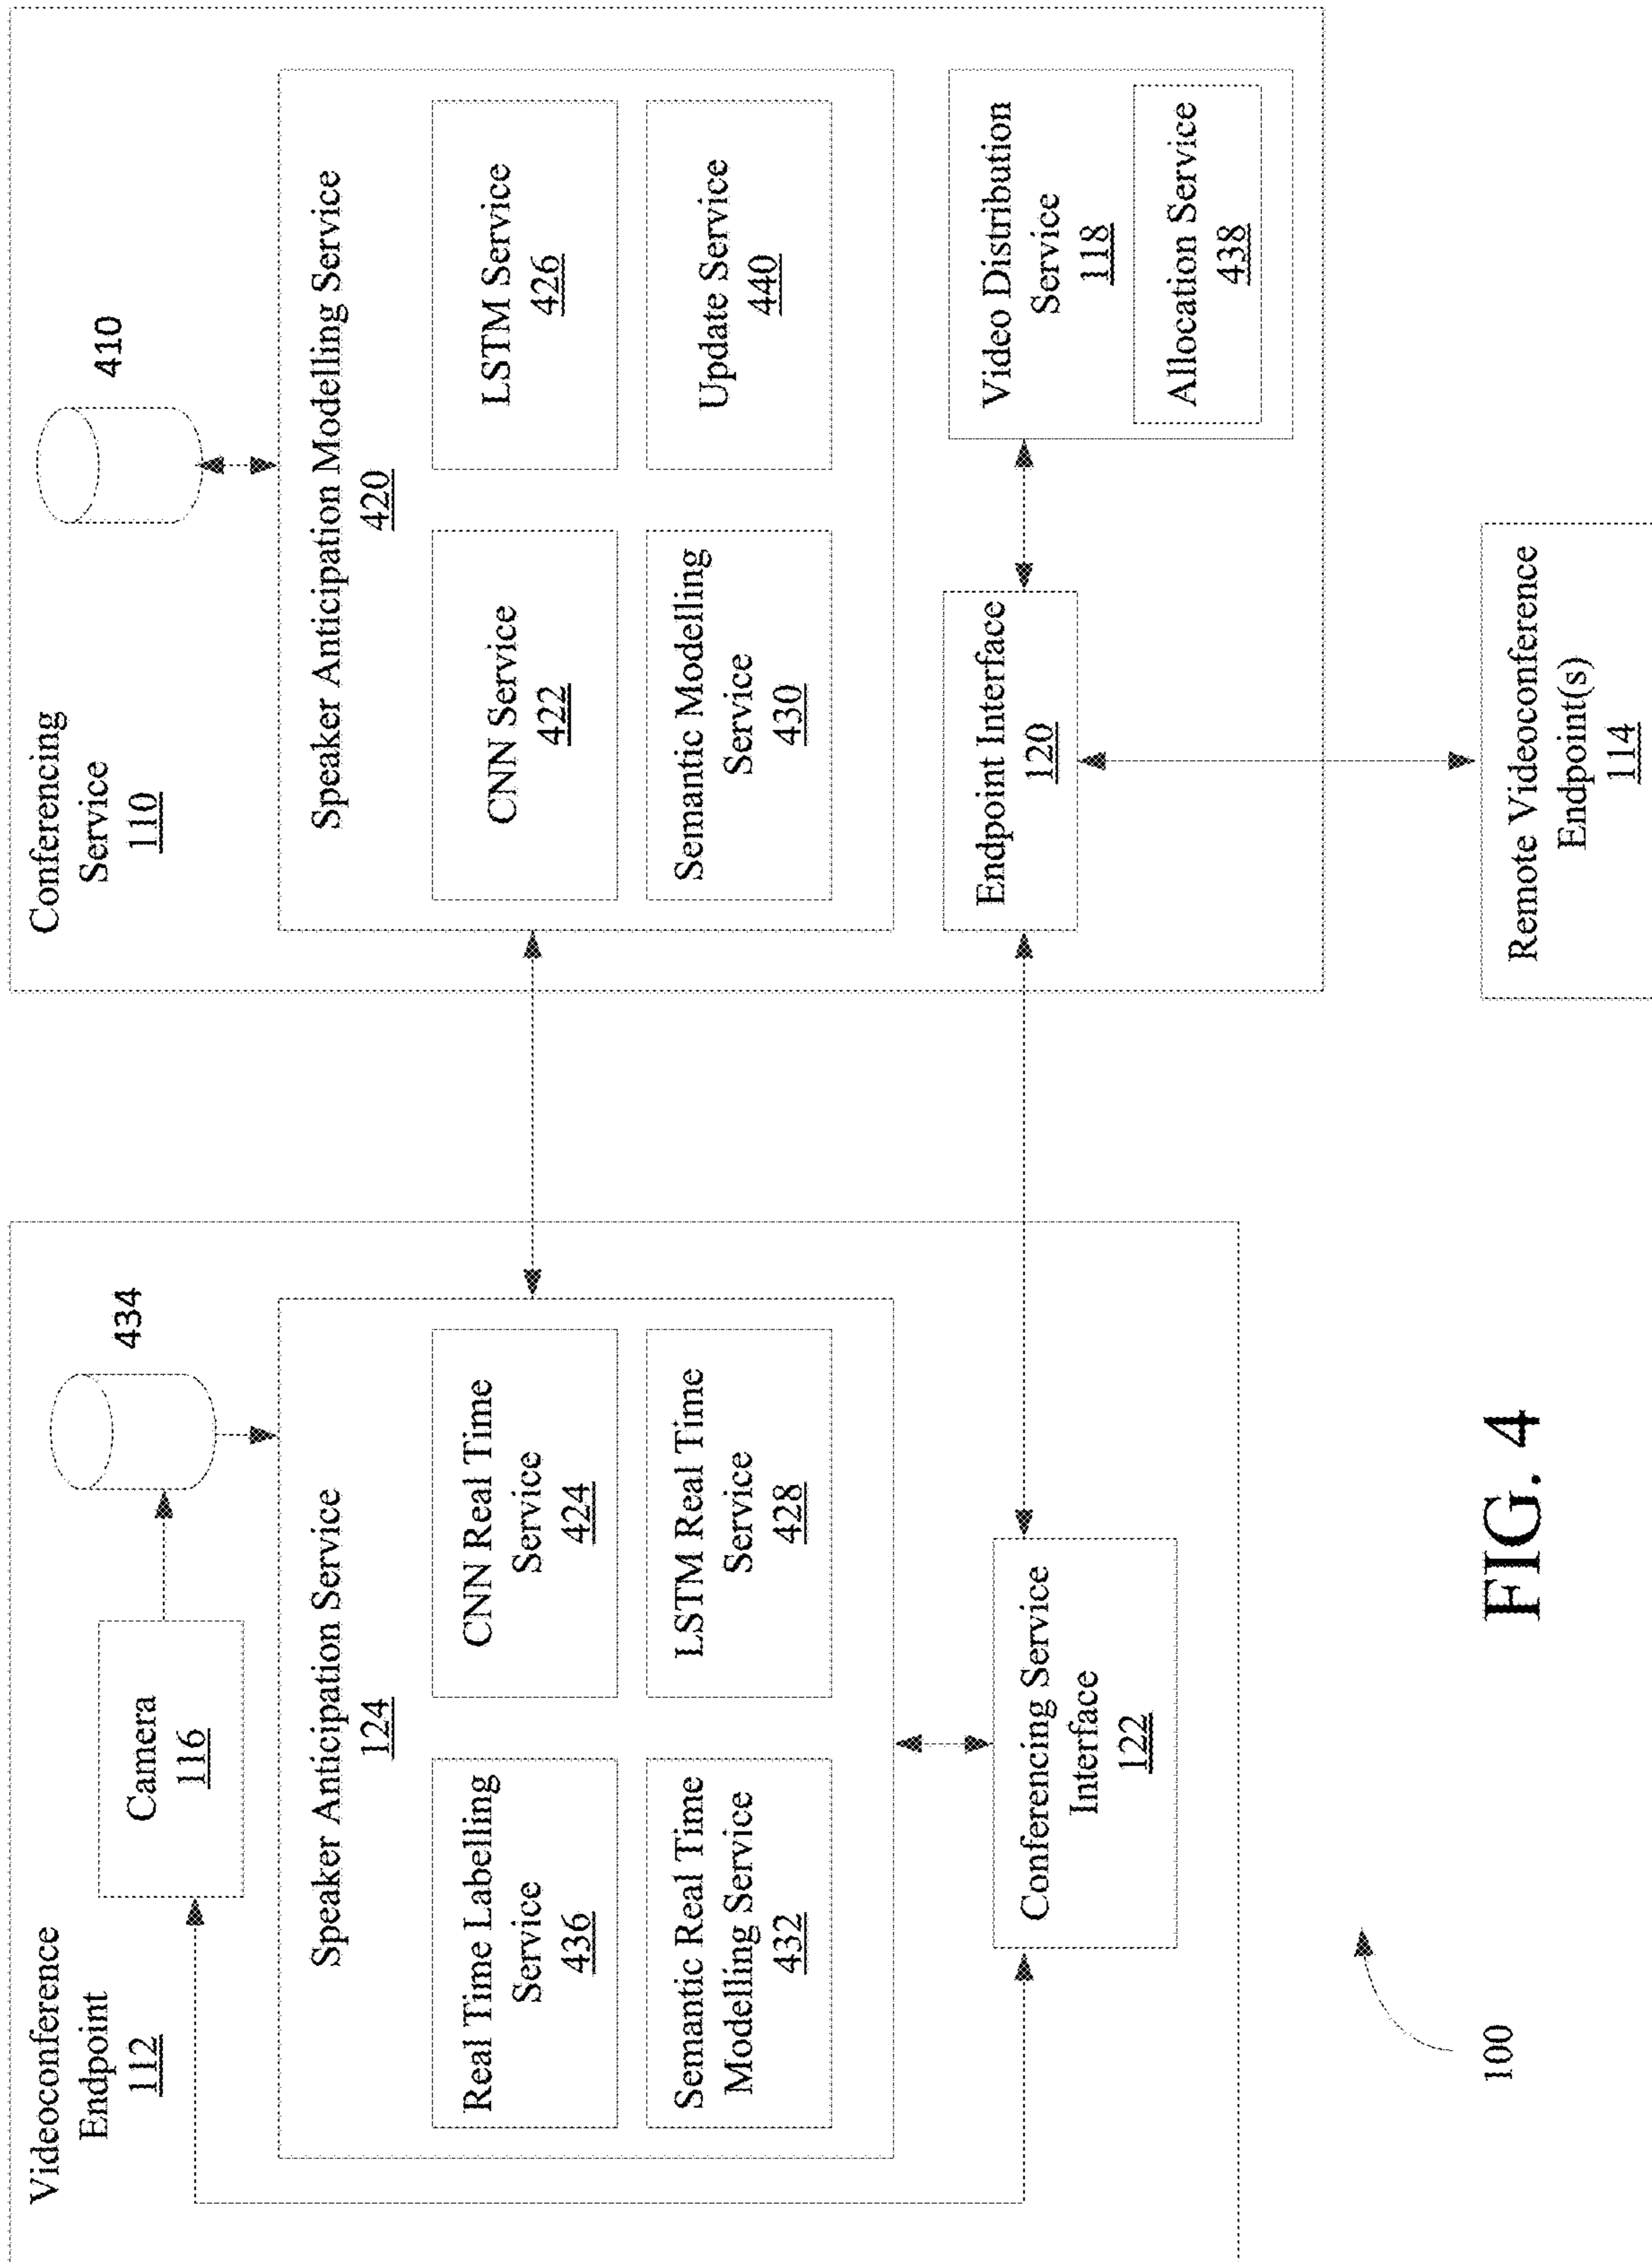 Videoconference
Endpoint
112
Camera
116
434
Speaker Anticipation Service
124
Real Time Labelling
Service
436
CNN Real Time
Service
424
Semantic Real Time
Modelling Service
432
LSTM Real Time
Service
428
Conferencing Service
Interface
122
Conferencing
Service
110
410
Speaker Anticipation Modelling Service
420
CNN Service
422
LSTM Service
426
Semantic Modelling
Service
430
Update Service
440
Endpoint Interface
120
Video Distribution
Service
118
Allocation Service
438
Remote Videoconference
Endpoint(s)
114
100
FIG. 4